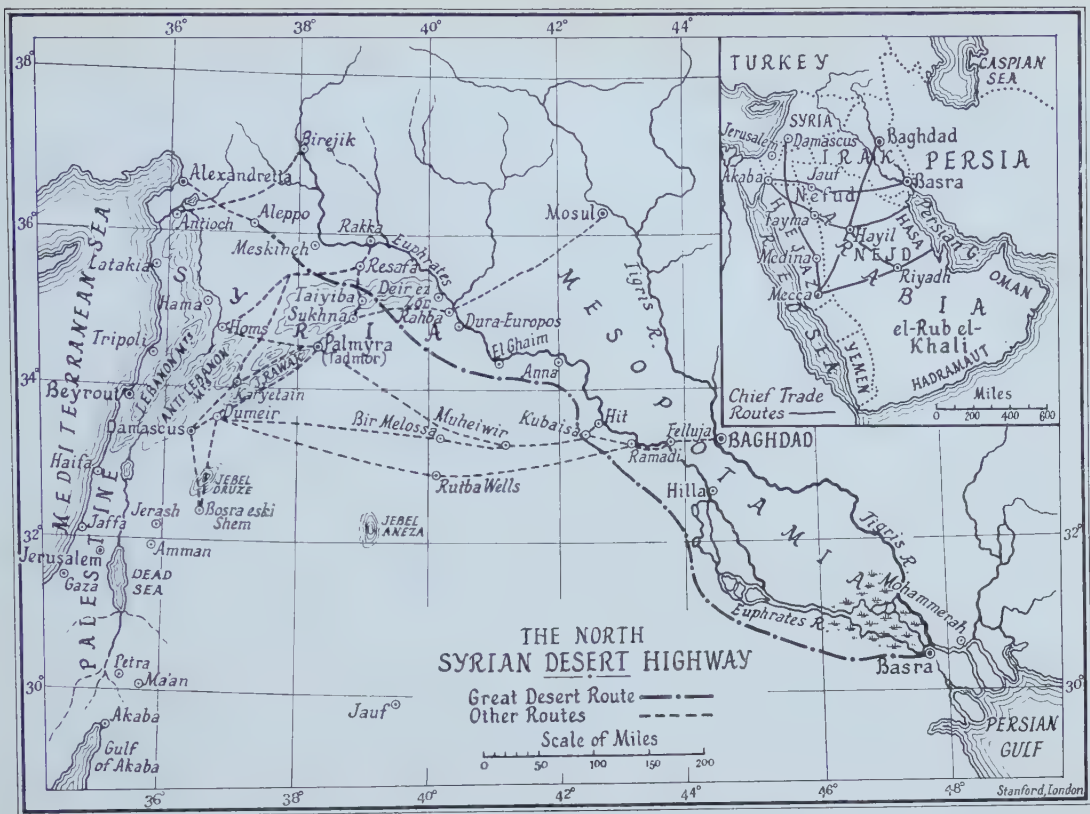 36° 38° 40° 42° 44°
38°
36°
34°
32°
30°
36° 38° 40° 42° 44° 46° 48°
32°
30°
Birejik
Alexandretta
Antioch
Aleppo
Meskineh
Rakka
Euphrates
Mosul
Tigris R.
Latakia
Resafa
Deir ez
Zor
Taiyiba
Rahba
Hama
Sukhna
Dura-Europos
Homs
SYRIA
Palmyra
(Tadmor)
El Ghaim
Anna
MEDITERRANEAN-SEA
Tripoli
LEBANON MTS
ANTI LEBANON
MTS
J. RAWAK
Beyrout
Karyetain
Dumeir
Damascus
Bir Melossa
Muheiwir
Kubaisa
Hit
Ramadi
Felluja
BAGHDAD
Rutba Wells
Hilla
MESOPOTAMIA
Haifa
JEBEL
DRUZE
Bosra eski
Shem
JEBEL
ANEZA
Jaffa
Jerash
Amman
Jerusalem
Gaza
DEAD
SEA
PALESTINE
Tigris R.
Mohammerah
Euphrates R.
Basra
Petra
Ma'an
Akaba
Gulf
of Akaba
Jauf
PERSIAN
GULF
THE NORTH
SYRIAN DESERT HIGHWAY
Great Desert Route
Other Routes
Scale of Miles
0 50 100 150 200
TURKEY
CASPIAN
SEA
SYRIA
Jerusalem
Damascus
Baghdad
IRAK
PERSIA
Akaba
Jauf
Nefud
Basra
Tayma
HEJAZ
Hayil
HASA
Persian G.
Medina
NEJD
Riyadh
OMAN
Mecca
ARABIA
RED SEA
YEMEN
el-Rub el-
Khali
HADRAMAUT
Chief Trade
Routes
Miles
0 200 400 600
Stanford, London